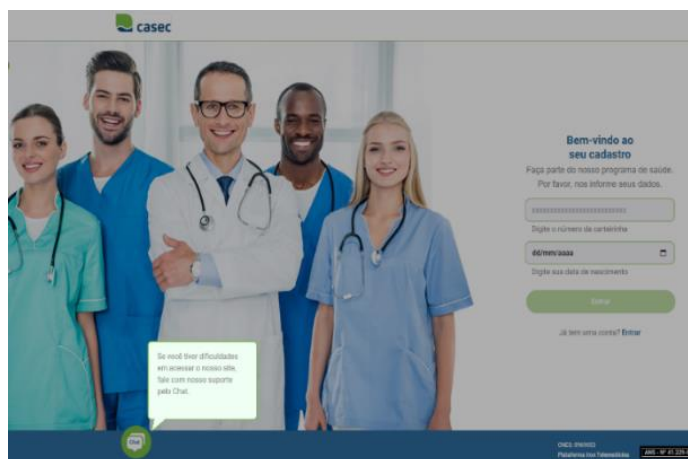 casec
Bem-vindo ao
seu cadastro
Faça parte do nosso programa de saúde.
Por favor, nos informe seus dados.
Digite o número da carteirinha
dd/mm/aaaa
Digite sua data de nascimento
Entrar
Já tem uma conta? Entrar
Se você tiver dificuldades
em acessar o nosso site,
fale com nosso suporte
pelo Chat.
Chat